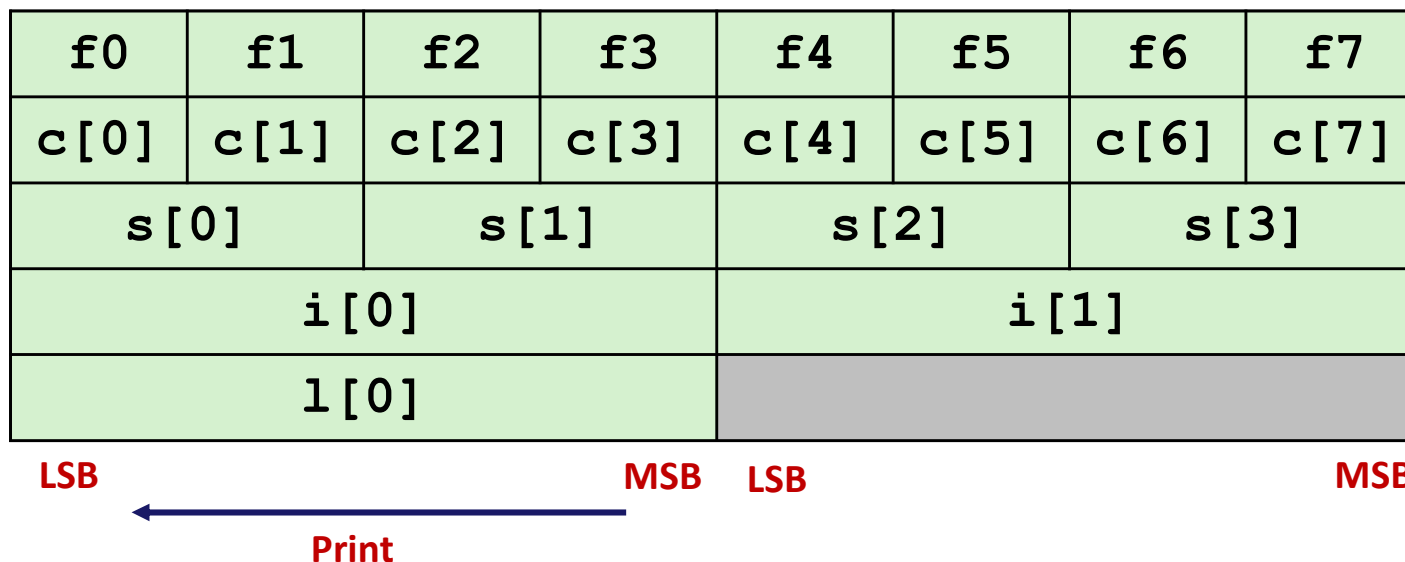 f0 f1 f2 f3 f4 f5 f6 f7
c[0] c[1] c[2] c[3] c[4] c[5] c[6] c[7]
s[0] s[1] s[2] s[3]
i[0] i[1]
l[0]
LSB MSB LSB MSB
Print